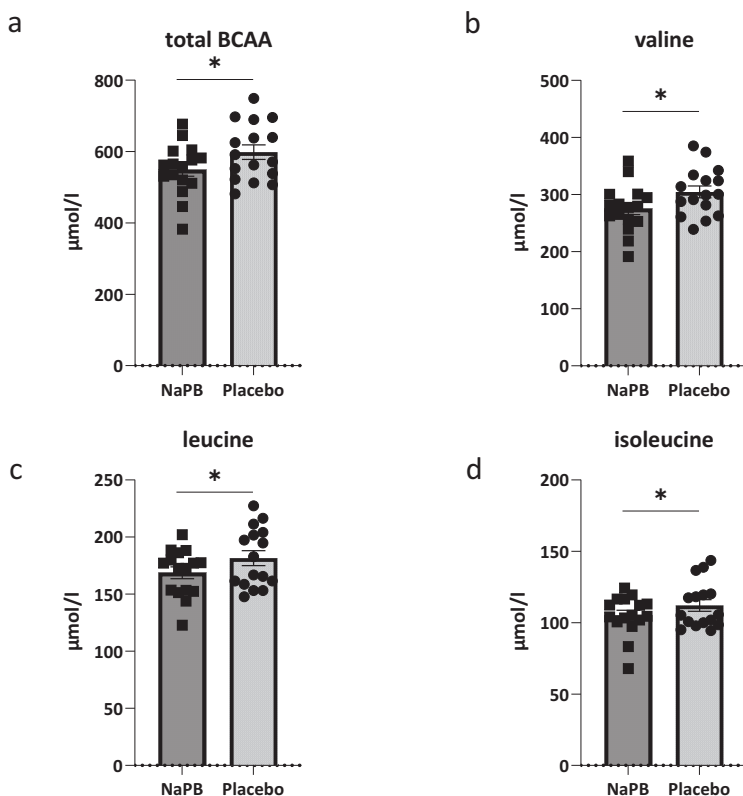 a
total BCAA
*
800
600
400
200
0
µmol/l
NaPB Placebo
b
valine
*
500
400
300
200
100
0
µmol/l
NaPB Placebo
c
leucine
*
250
200
150
100
50
0
µmol/l
NaPB Placebo
d
isoleucine
*
200
150
100
50
0
µmol/l
NaPB Placebo